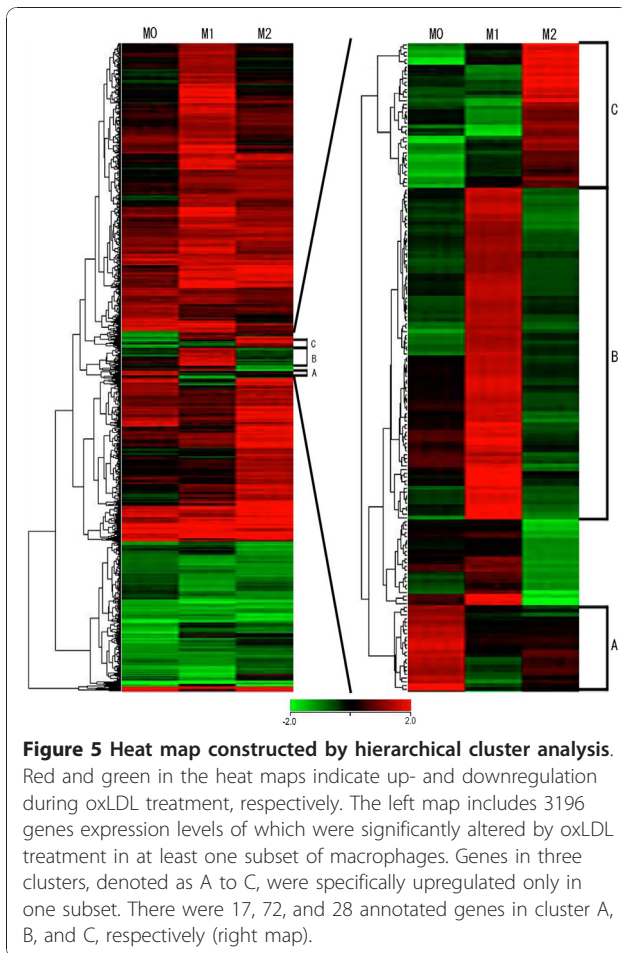 M0 M1 M2
M0 M1 M2
C
B
A
C
B
A
-2.0 2.0
Figure 5 Heat map constructed by hierarchical cluster analysis.
Red and green in the heat maps indicate up- and downregulation
during oxLDL treatment, respectively. The left map includes 3196
genes expression levels of which were significantly altered by oxLDL
treatment in at least one subset of macrophages. Genes in three
clusters, denoted as A to C, were specifically upregulated only in
one subset. There were 17, 72, and 28 annotated genes in cluster A,
B, and C, respectively (right map).